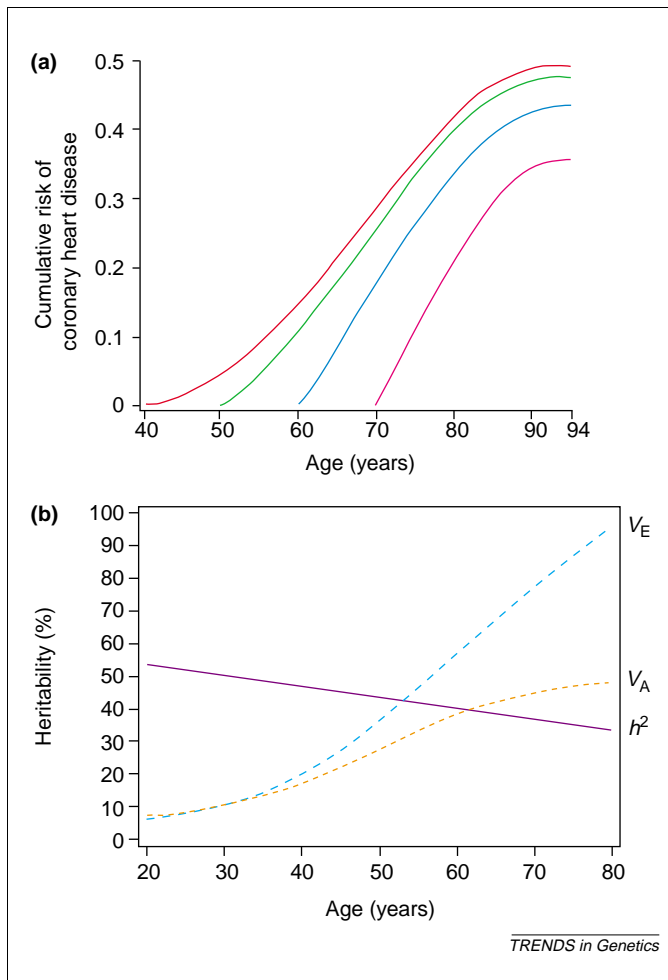 (a)
0.5
0.4
0.3
0.2
0.1
0
Cumulative risk of
coronary heart disease
40 50 60 70 80 90 94
Age (years)
(b)
100
90
80
70
60
50
40
30
20
10
0
Heritability (%)
V_E
V_A
h²
20 30 40 50 60 70 80
Age (years)
TRENDS in Genetics